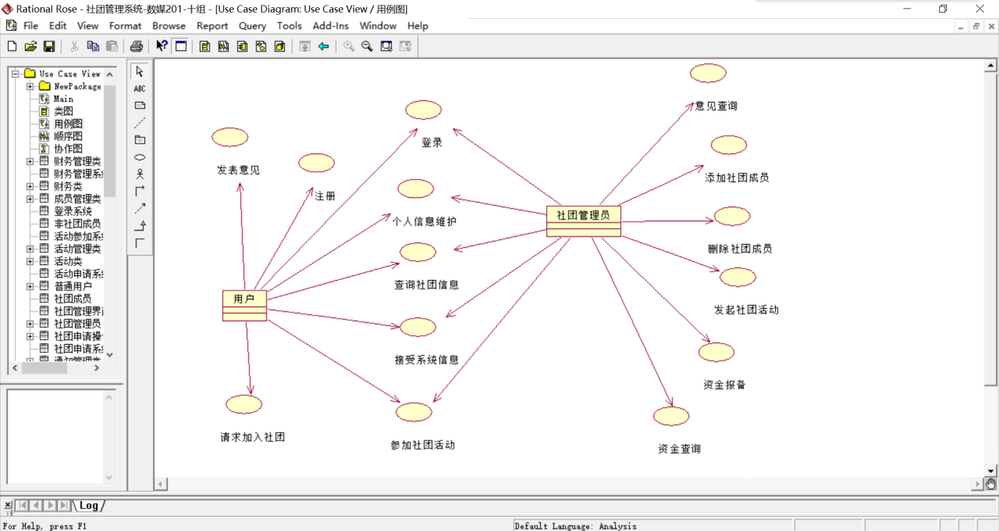 Rational Rose - 社团管理系统-数媒201-十组 - [Use Case Diagram: Use Case View / 用例图]
File Edit View Format Browse Report Query Tools Add-Ins Window Help
Use Case View
NewPackage
Main
类图
用例图
顺序图
协作图
财务管理类
财务管理系
财务类
成员管理类
登录系统
非社团成员
活动参加系
活动管理类
活动类
活动申请系
普通用户
社团成员
社团管理界
社团管理员
社团申请操
社团申请系
通知管理类
ABC
意见查询
登录
添加社团成员
发表意见
注册
社团管理员
个人信息维护
删除社团成员
查询社团信息
用户
发起社团活动
接受系统信息
资金报备
请求加入社团
参加社团活动
资金查询
Log
For Help, press F1
Default Language: Analysis